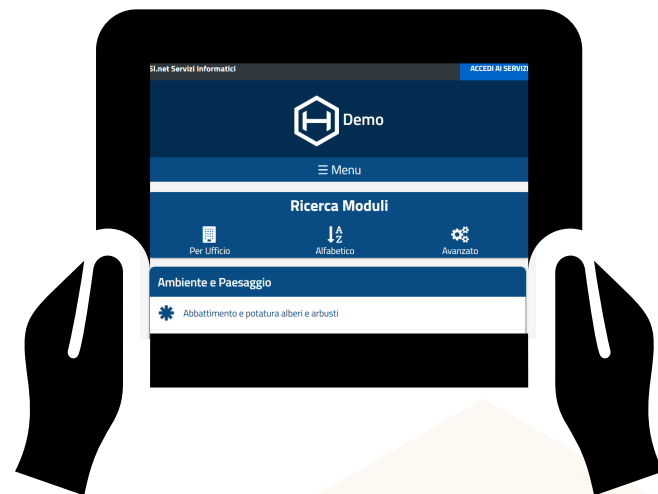 SI.net Servizi Informatici ACCEDI AI SERVIZI
Demo
☰ Menu
Ricerca Moduli
Per Ufficio Alfabetico Avanzato
Ambiente e Paesaggio
Abbattimento e potatura alberi e arbusti